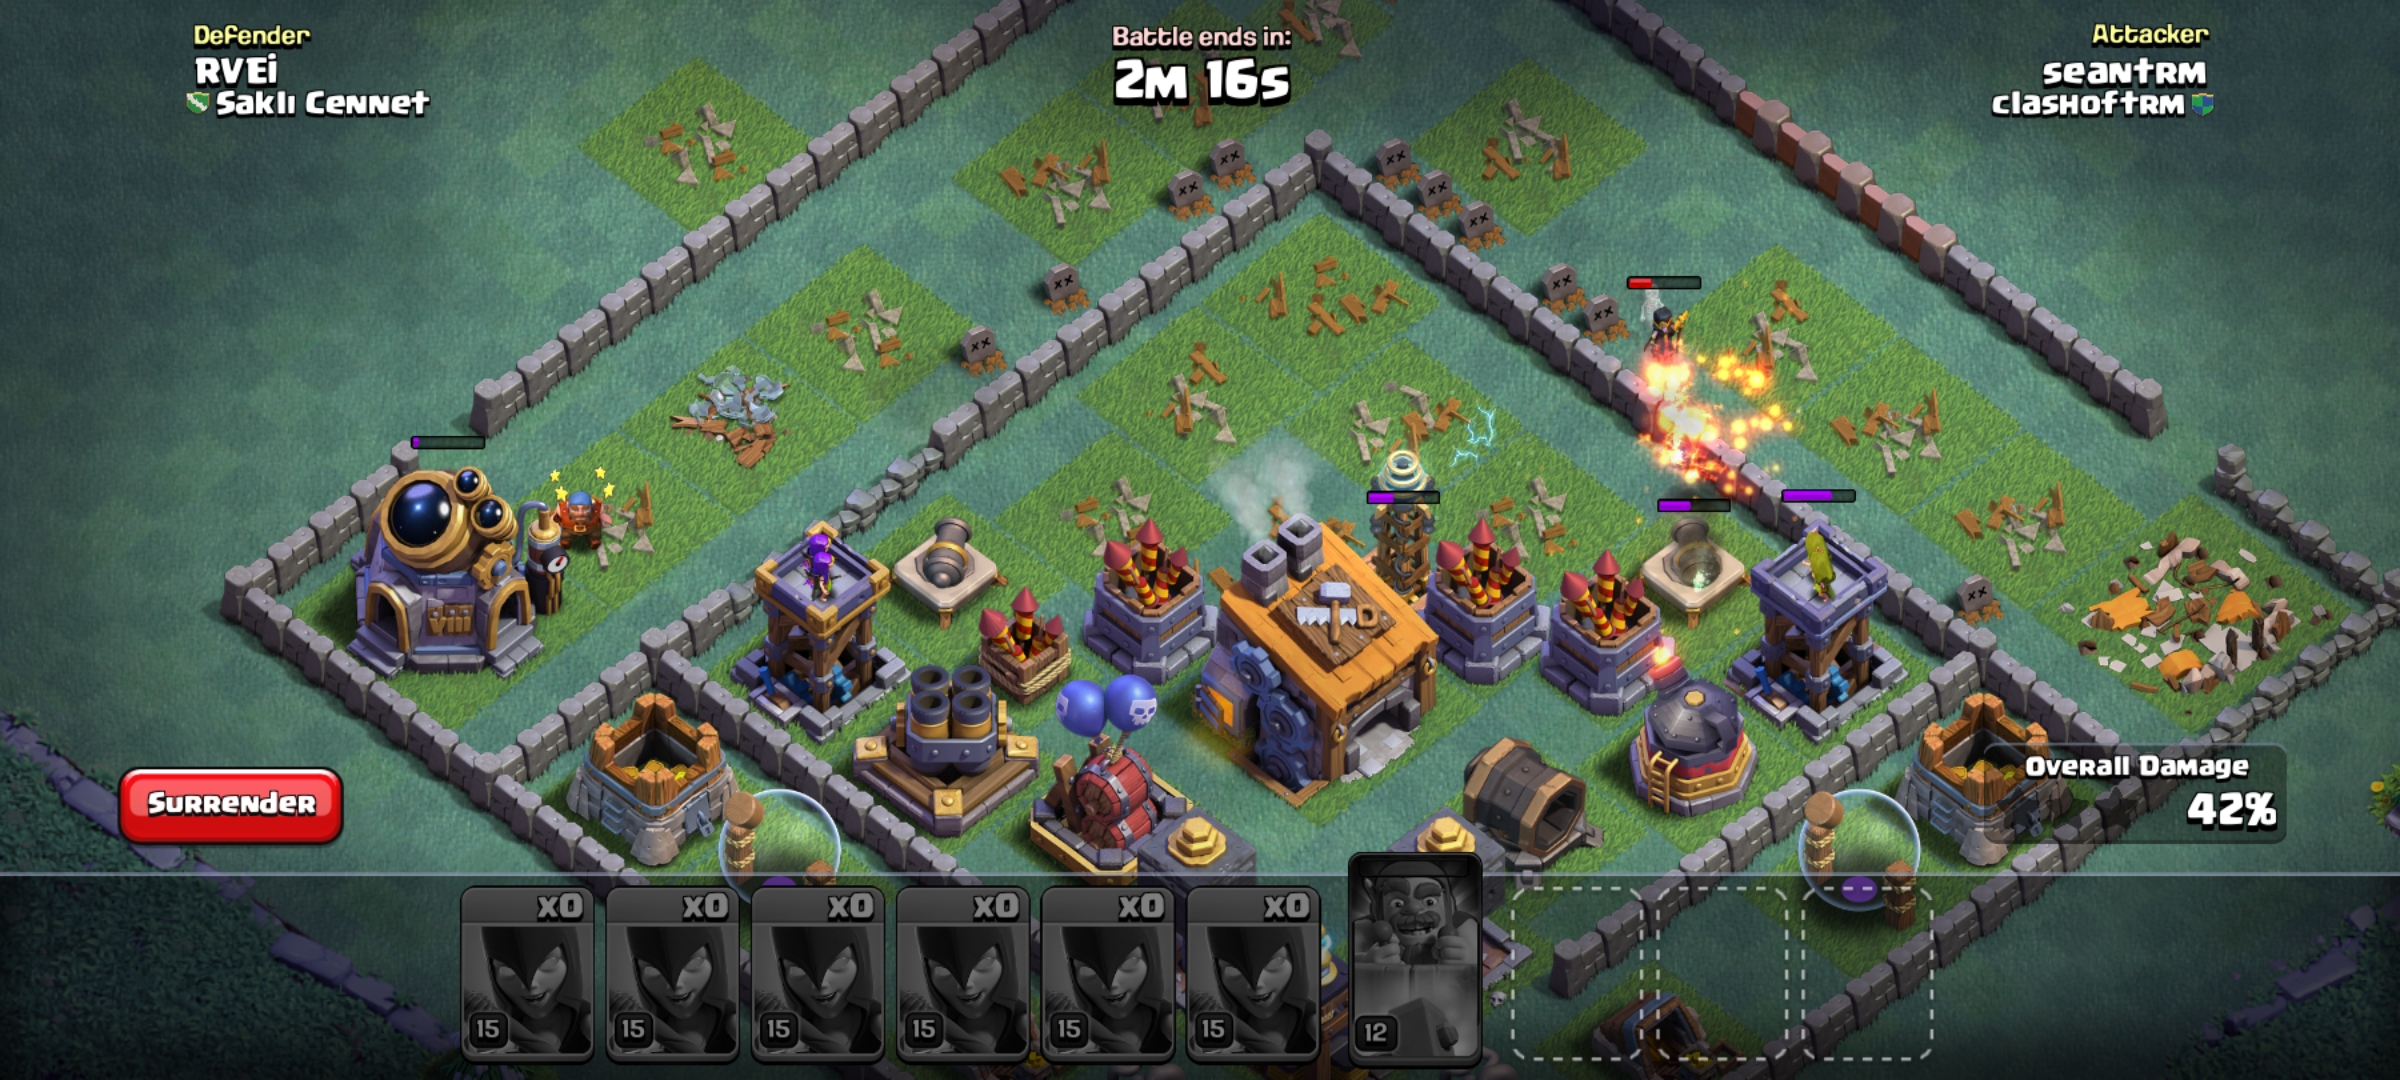 Defender
RVEi
Saklı Cennet
Battle ends in:
2M 16s
Attacker
seantRM
clashoftRM
VIII
Surrender
Overall Damage
42%
x0
x0
x0
x0
x0
x0
15
15
15
15
15
15
12